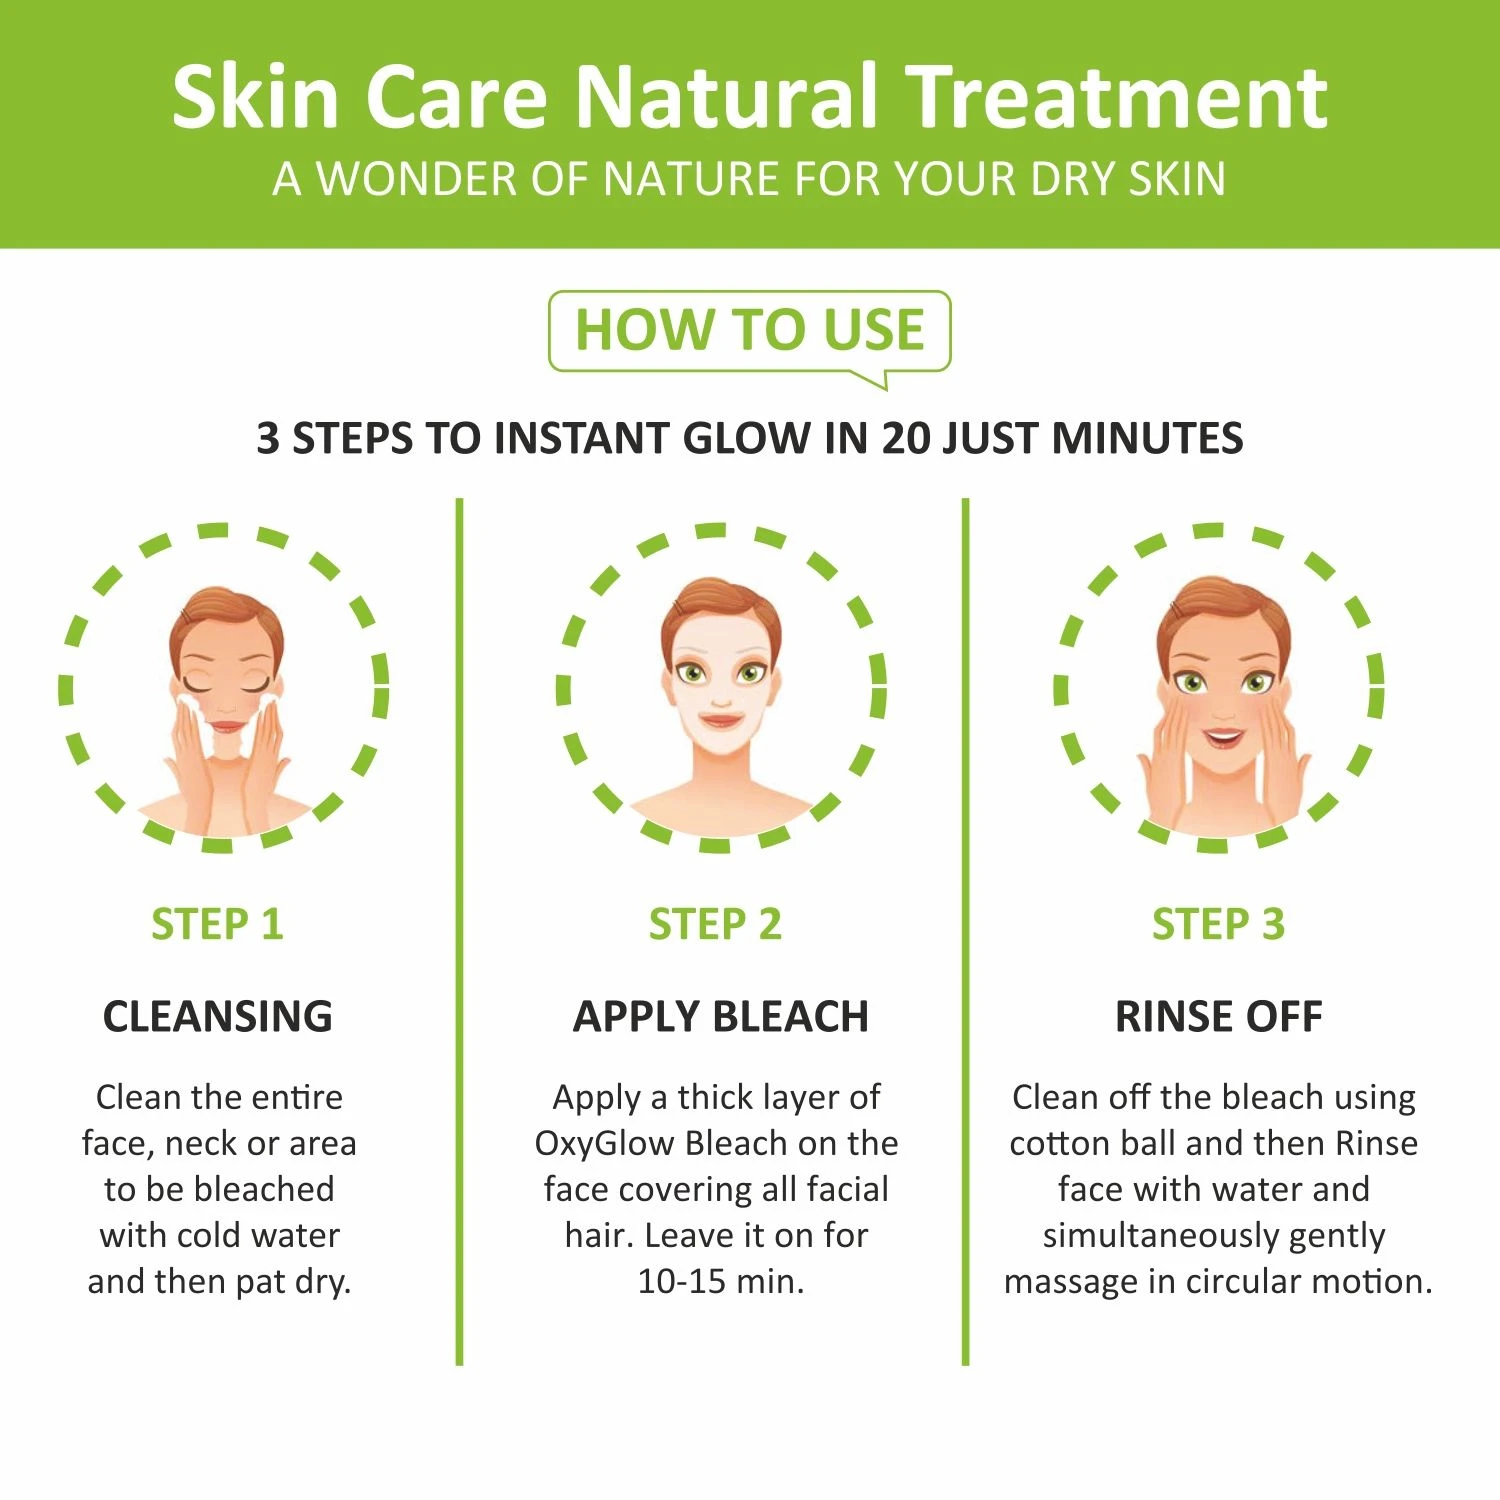 Skin Care Natural Treatment
A WONDER OF NATURE FOR YOUR DRY SKIN
HOW TO USE
3 STEPS TO INSTANT GLOW IN 20 JUST MINUTES
STEP 1
CLEANSING
Clean the entire
face, neck or area
to be bleached
with cold water
and then pat dry.
STEP 2
APPLY BLEACH
Apply a thick layer of
OxyGlow Bleach on the
face covering all facial
hair. Leave it on for
10-15 min.
STEP 3
RINSE OFF
Clean off the bleach using
cotton ball and then Rinse
face with water and
simultaneously gently
massage in circular motion.